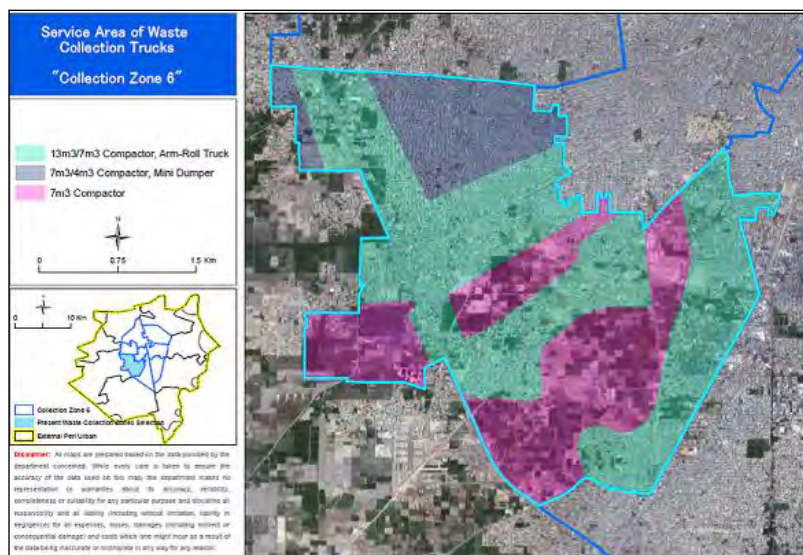 Service Area of Waste
Collection Trucks
"Collection Zone 6"
13m3/7m3 Compactor, Arm-Roll Truck
7m3/4m3 Compactor, Mini Dumper
7m3 Compactor
N
0 0.75 1.5 Km
0 10 Km
Collection Zone 6
Present Waste Collection Zones Selection
External Peri Urban
Disclaimer: All maps are prepared based on the data provided by the
department concerned. While every care is taken to ensure the
accuracy of the data used on this map, the department makes no
representation or warranties about its accuracy, reliability,
completeness or suitability for any particular purpose and disclaims all
responsibility and all liability (including without limitation, liability in
negligence) for all expenses, losses, damages (including indirect or
consequential damage) and costs which one might incur as a result of
the data being inaccurate or incomplete in any way for any reason.